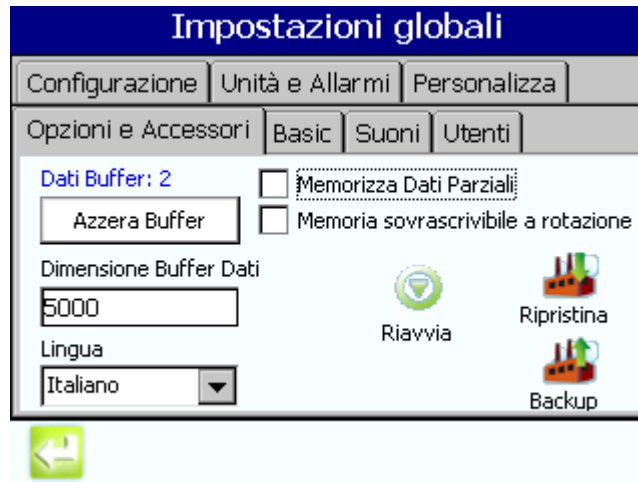 Impostazioni globali
Configurazione Unità e Allarmi Personalizza
Opzioni e Accessori Basic Suoni Utenti
Dati Buffer: 2
Azzera Buffer
Memorizza Dati Parziali
Memoria sovrascrivibile a rotazione
Dimensione Buffer Dati
5000
Lingua
Italiano
Riavvia
Ripristina
Backup